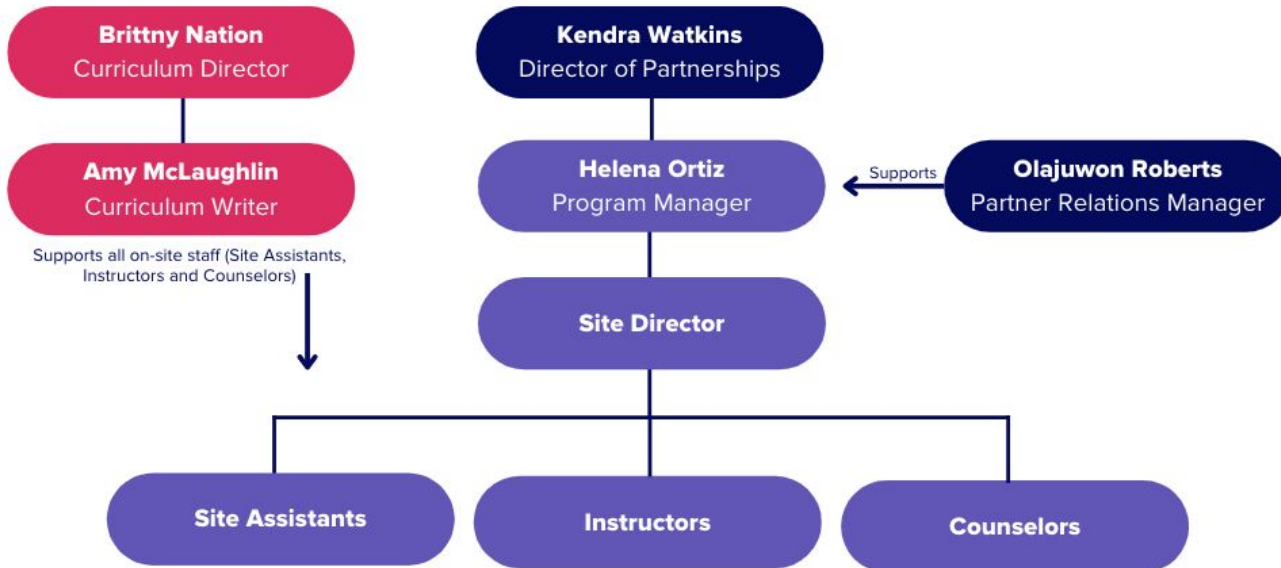 Brittny Nation
Curriculum Director
Kendra Watkins
Director of Partnerships
Amy McLaughlin
Curriculum Writer
Helena Ortiz
Program Manager
Supports
Olajuwon Roberts
Partner Relations Manager
Supports all on-site staff (Site Assistants,
Instructors and Counselors)
Site Director
Site Assistants
Instructors
Counselors